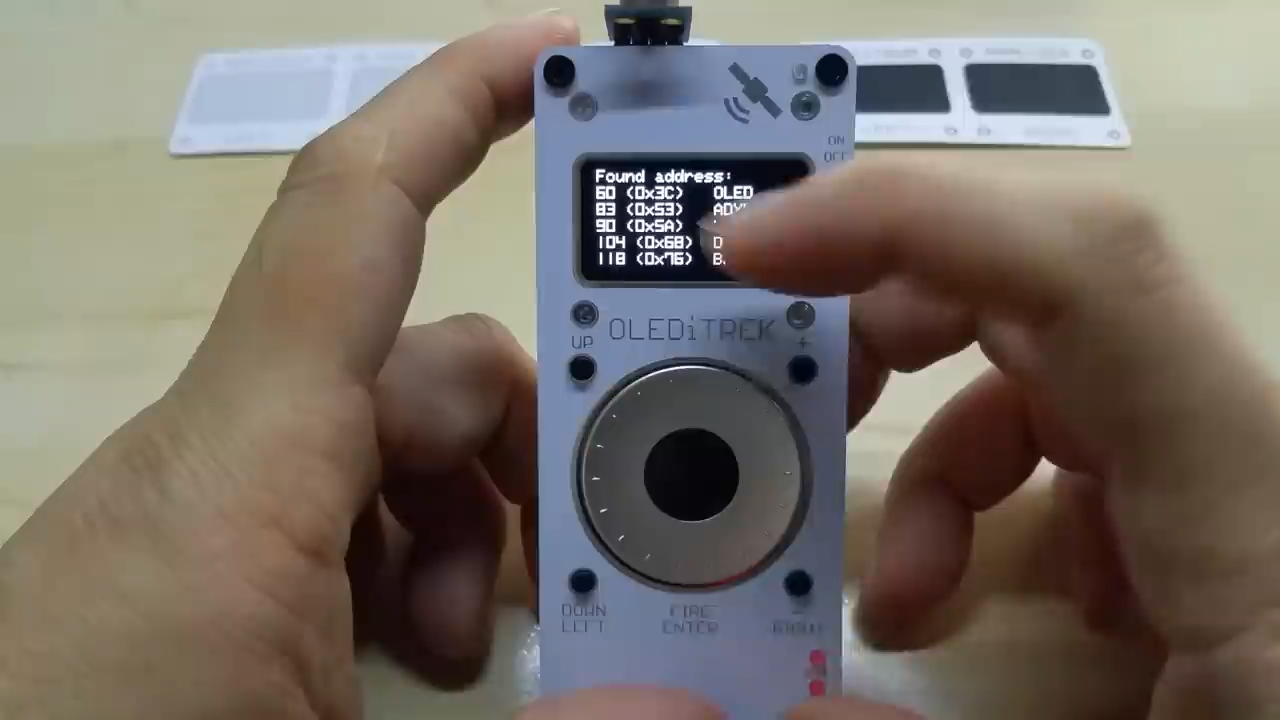 ON
OFF
Found address:
60 (0x3C) OLED
83 (0x53)
90 (0x5A)
104 (0x68)
118 (0x76)
OLEDiTREK
UP +
DOWN FIRE -
LEFT ENTER RIGHT